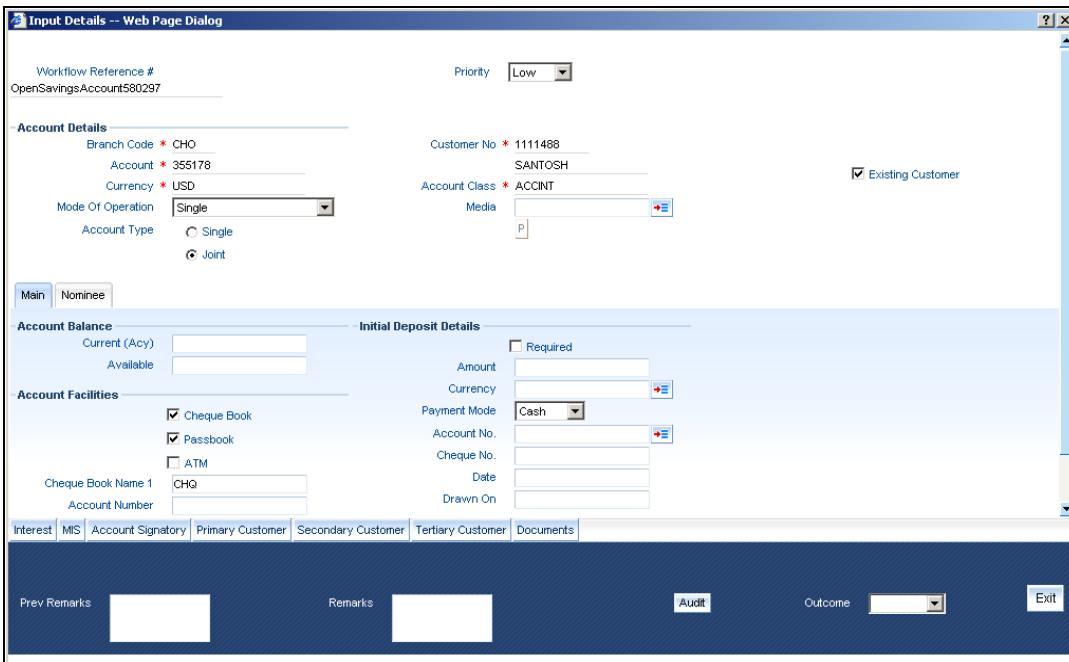 Input Details -- Web Page Dialog
Workflow Reference #
OpenSavingsAccount580297
Priority Low
Account Details
Branch Code * CHO
Customer No * 1111488
Account * 355178
SANTOSH
Existing Customer
Currency * USD
Account Class * ACCINT
Mode Of Operation Single
Media
Account Type Single
P
Joint
Main Nominee
Account Balance
Initial Deposit Details
Current (Acy)
Required
Available
Amount
Currency
Account Facilities
Cheque Book
Payment Mode Cash
Passbook
Account No.
ATM
Cheque No.
Cheque Book Name 1 CHQ
Date
Account Number
Drawn On
Interest MIS Account Signatory Primary Customer Secondary Customer Tertiary Customer Documents
Prev Remarks Remarks Audit Outcome Exit